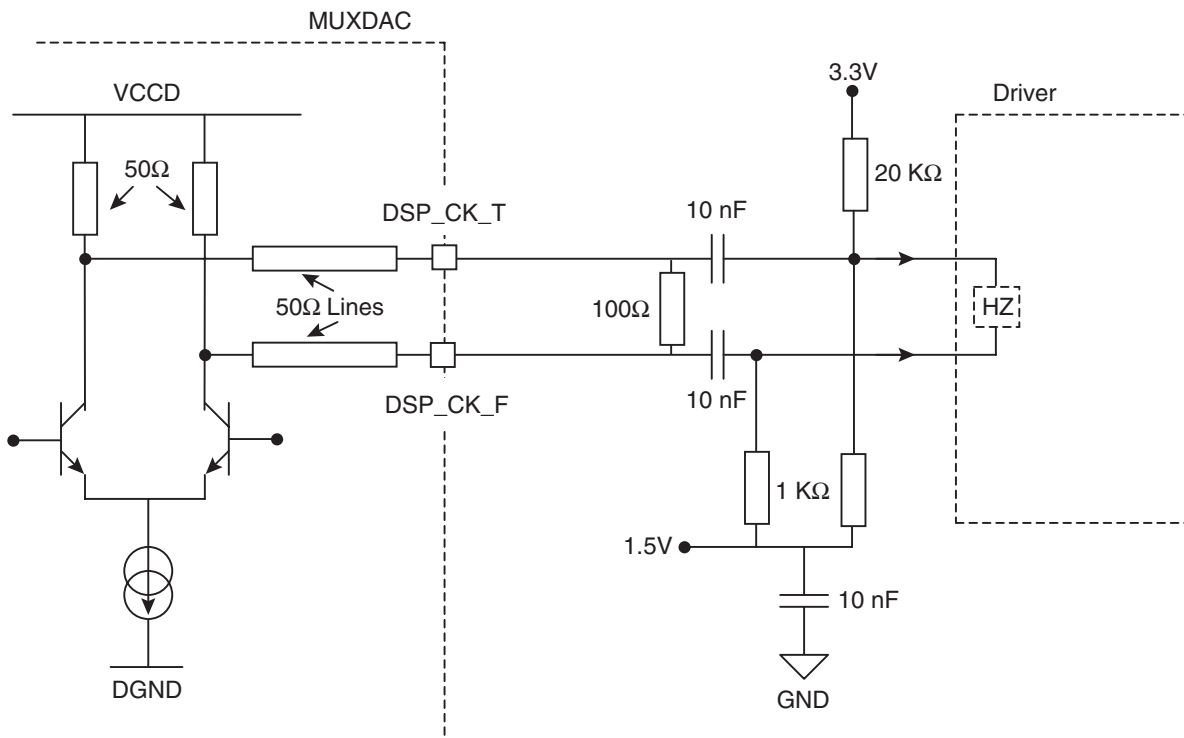 MUXDAC
VCCD
50Ω
DSP_CK_T
50Ω Lines
DSP_CK_F
DGND
100Ω
10 nF
10 nF
3.3V
20 KΩ
Driver
HZ
1 KΩ
1.5V
10 nF
GND